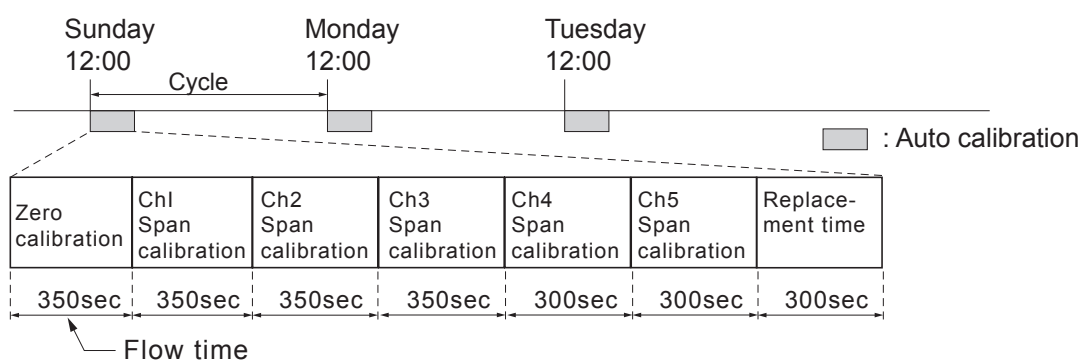 Sunday
12:00
Monday
12:00
Tuesday
12:00
Cycle
: Auto calibration
Zero
calibration
Chl
Span
calibration
Ch2
Span
calibration
Ch3
Span
calibration
Ch4
Span
calibration
Ch5
Span
calibration
Replace-
ment time
350sec
350sec
350sec
350sec
300sec
300sec
300sec
Flow time